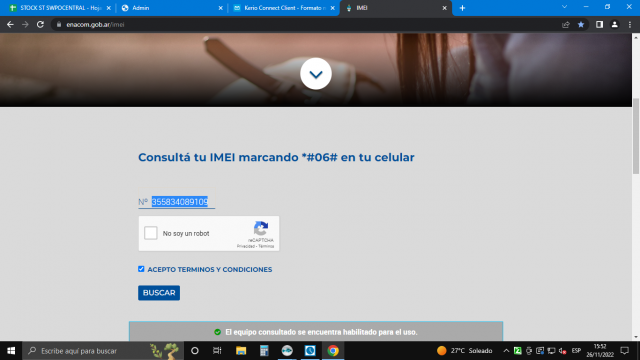 STOCK ST SWPOCENTRAL - Hoj
Admin
Kerio Connect Client - Formato
IMEI
enacom.gob.ar/imei
Consultá tu IMEI marcando *#06# en tu celular
Nº 355834089109
No soy un robot
reCAPTCHA
Privacidad - Términos
ACEPTO TERMINOS Y CONDICIONES
BUSCAR
El equipo consultado se encuentra habilitado para el uso.
Escribe aquí para buscar
27°C Soleado
ESP
15:52
26/11/2022